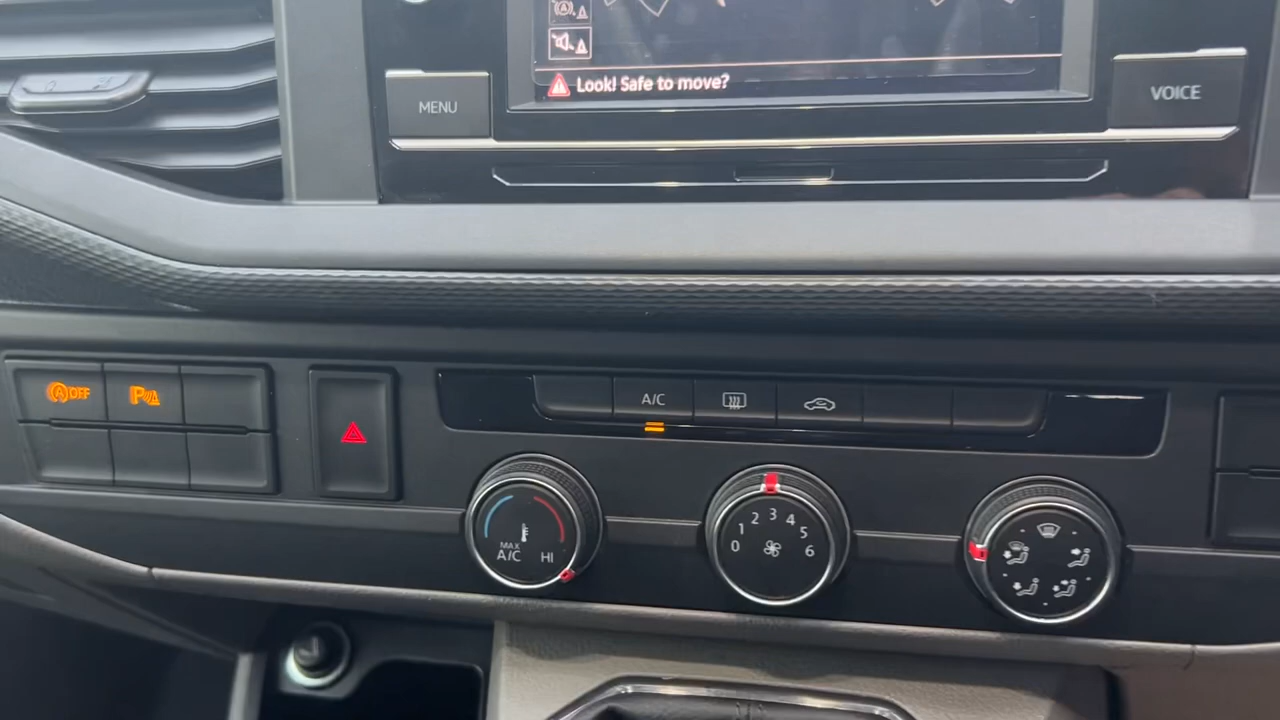 Look! Safe to move?
MENU
VOICE
A OFF
P
A/C
MAX
A/C
HI
0 1 2 3 4 5 6